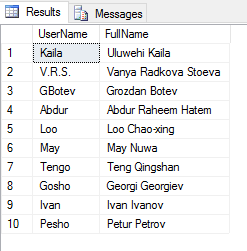 Results Messages
UserName FullName
1 Kaila Uluwehi Kaila
2 V.R.S. Vanya Radkova Stoeva
3 GBotev Grozdan Botev
4 Abdur Abdur Raheem Hatem
5 Loo Loo Chao-xing
6 May May Nuwa
7 Tengo Teng Qingshan
8 Gosho Georgi Georgiev
9 Ivan Ivan Ivanov
10 Pesho Petur Petrov